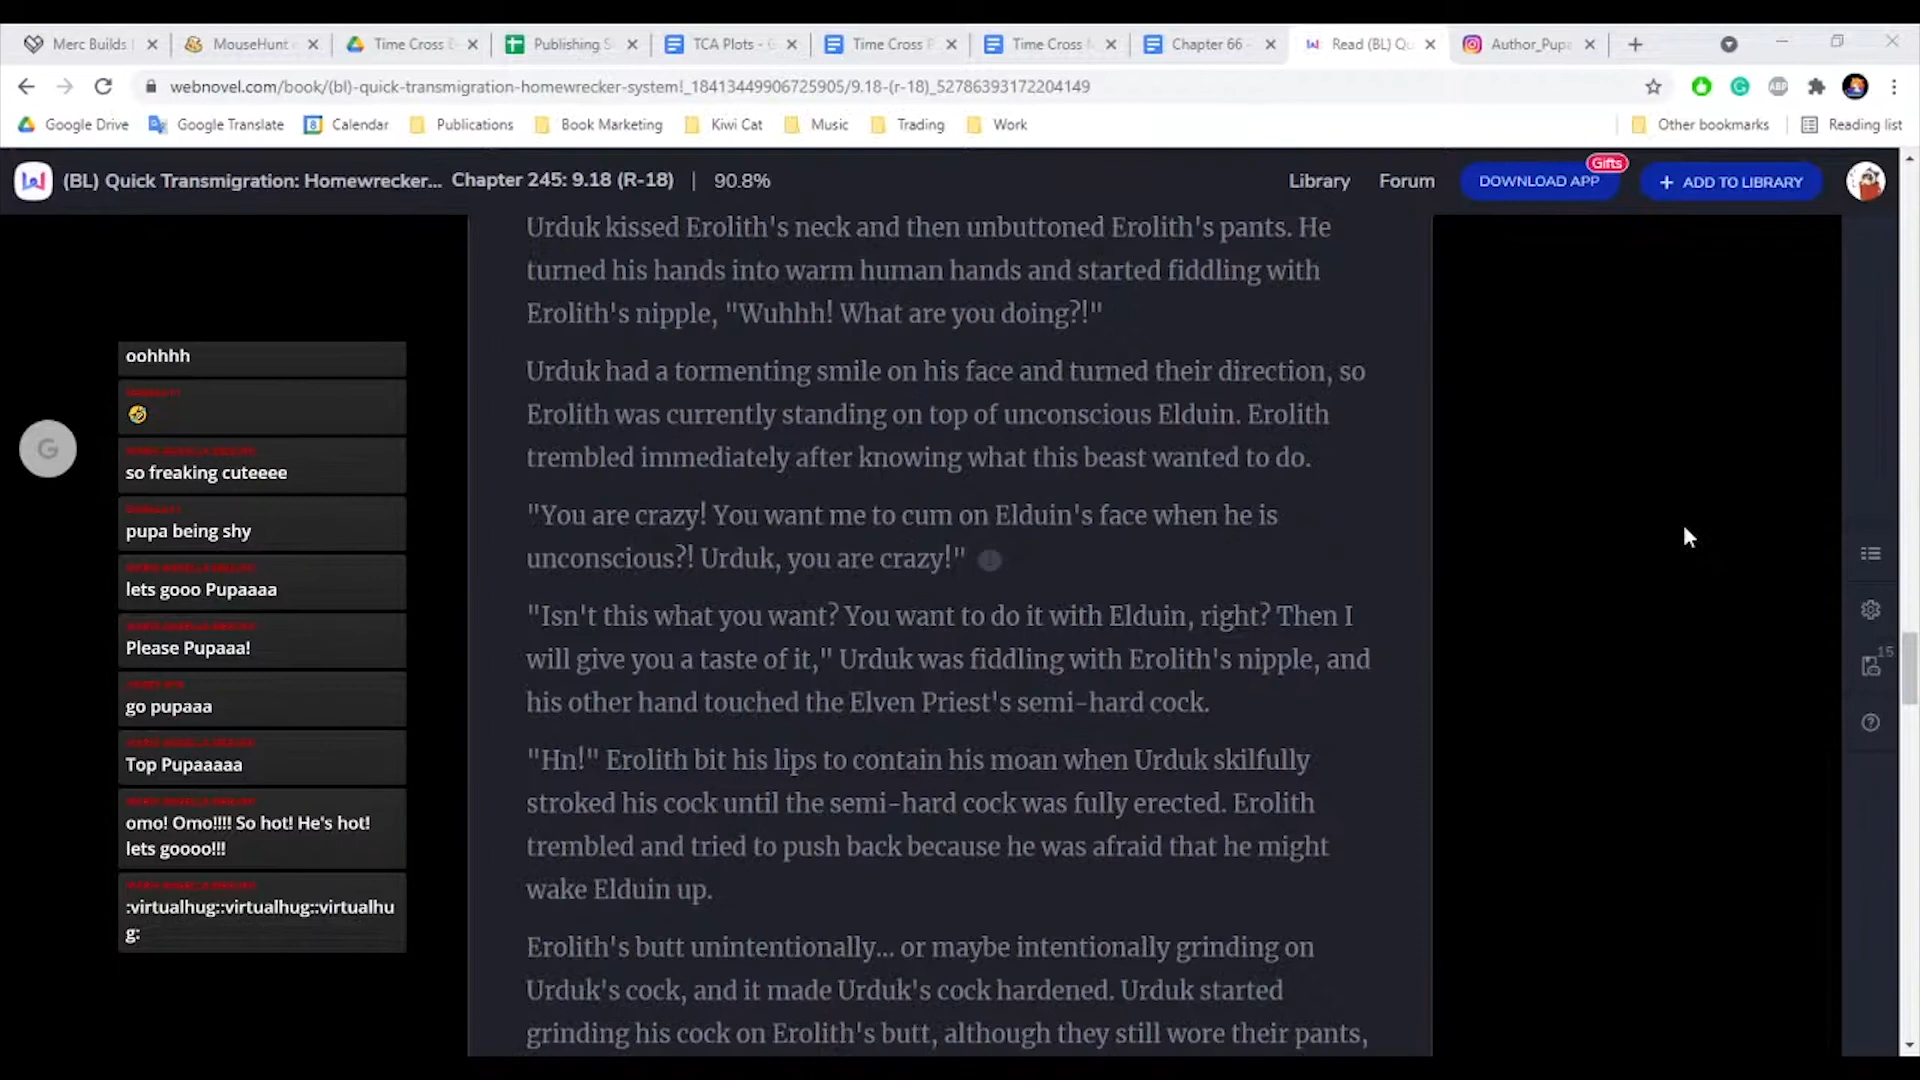 Merc Builds
MouseHunt
Time Cross
Publishing S
TCA Plots -
Time Cross
Time Cross
Chapter 66 -
Read (BL) Qu
Author_Pupa
webnovel.com/book/(bl)-quick-transmigration-homewrecker-system!_18413449906725905/9.18-(r-18)_52786393172204149
ABP
Google Drive
Google Translate
8 Calendar
Publications
Book Marketing
Kiwi Cat
Music
Trading
Work
Other bookmarks
Reading list
(BL) Quick Transmigration: Homewrecker... Chapter 245: 9.18 (R-18) | 90.8%
Library
Forum
DOWNLOAD APP
Gifts
+ ADD TO LIBRARY
oohhhh
so freaking cuteeee
pupa being shy
lets gooo Pupaaaa
Please Pupaaa!
go pupaaa
Top Pupaaaaa
omo! Omo!!!! So hot! He's hot!
lets goooo!!!
:virtualhug::virtualhug::virtualhu
g:
G
Urduk kissed Erolith's neck and then unbuttoned Erolith's pants. He
turned his hands into warm human hands and started fiddling with
Erolith's nipple, "Wuhhh! What are you doing?!"
Urduk had a tormenting smile on his face and turned their direction, so
Erolith was currently standing on top of unconscious Elduin. Erolith
trembled immediately after knowing what this beast wanted to do.
"You are crazy! You want me to cum on Elduin's face when he is
unconscious?! Urduk, you are crazy!"
"Isn't this what you want? You want to do it with Elduin, right? Then I
will give you a taste of it," Urduk was fiddling with Erolith's nipple, and
his other hand touched the Elven Priest's semi-hard cock.
"Hn!" Erolith bit his lips to contain his moan when Urduk skilfully
stroked his cock until the semi-hard cock was fully erected. Erolith
trembled and tried to push back because he was afraid that he might
wake Elduin up.
Erolith's butt unintentionally... or maybe intentionally grinding on
Urduk's cock, and it made Urduk's cock hardened. Urduk started
grinding his cock on Erolith's butt, although they still wore their pants,
15